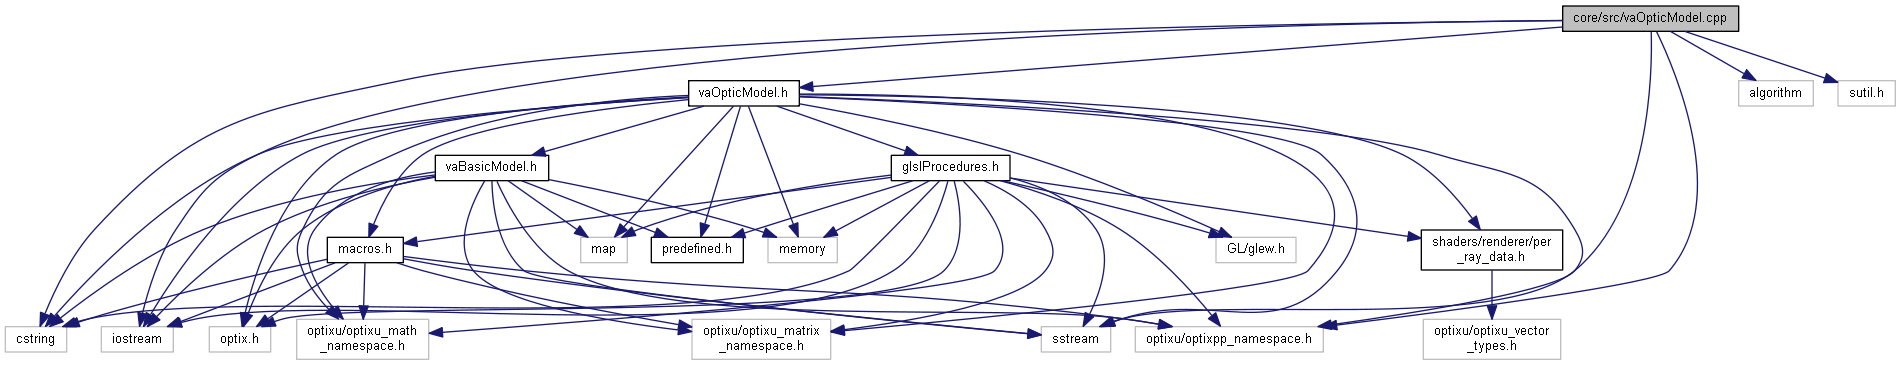 core/src/vaOpticModel.cpp
vaOpticModel.h
algorithm
sutil.h
vaBasicModel.h
glslProcedures.h
macros.h
map
predefined.h
memory
GL/glew.h
shaders/renderer/per
_ray_data.h
cstring
iostream
optix.h
optixu/optixu_math
_namespace.h
optixu/optixu_matrix
_namespace.h
sstream
optixu/optixpp_namespace.h
optixu/optixu_vector
_types.h